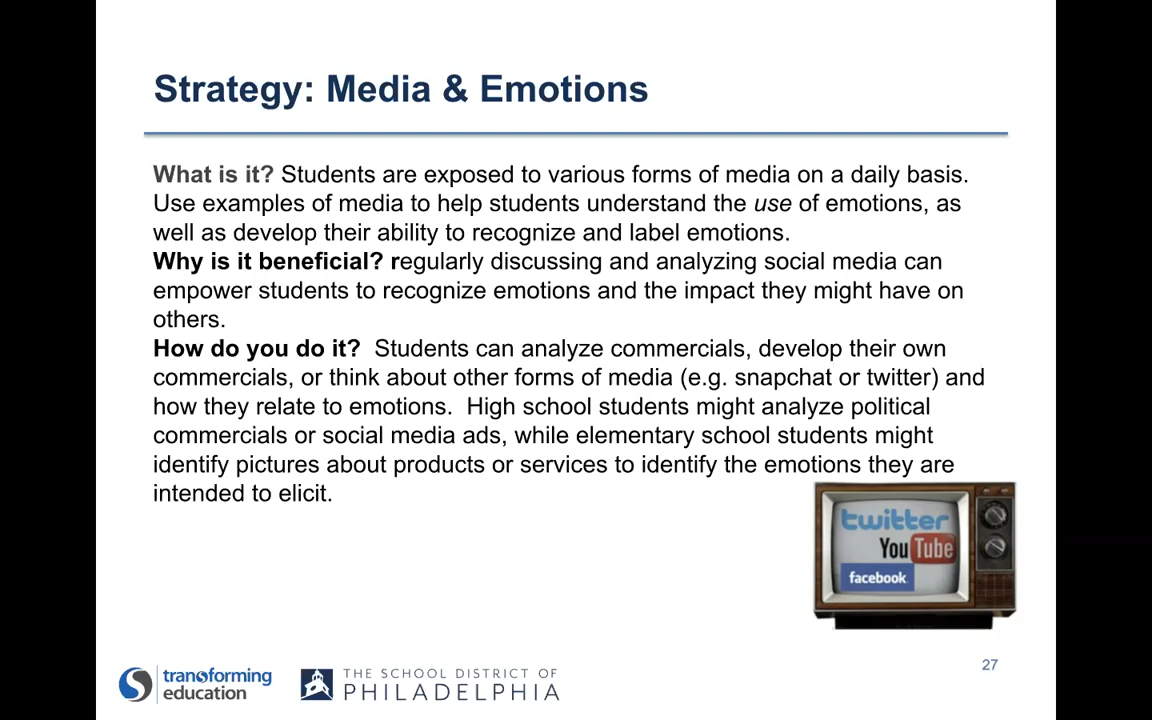 Strategy: Media & Emotions
What is it? Students are exposed to various forms of media on a daily basis.
Use examples of media to help students understand the use of emotions, as
well as develop their ability to recognize and label emotions.
Why is it beneficial? regularly discussing and analyzing social media can
empower students to recognize emotions and the impact they might have on
others.
How do you do it?  Students can analyze commercials, develop their own
commercials, or think about other forms of media (e.g. snapchat or twitter) and
how they relate to emotions.  High school students might analyze political
commercials or social media ads, while elementary school students might
identify pictures about products or services to identify the emotions they are
intended to elicit.
twitter
YouTube
facebook
transforming
education
THE SCHOOL DISTRICT OF
PHILADELPHIA
27